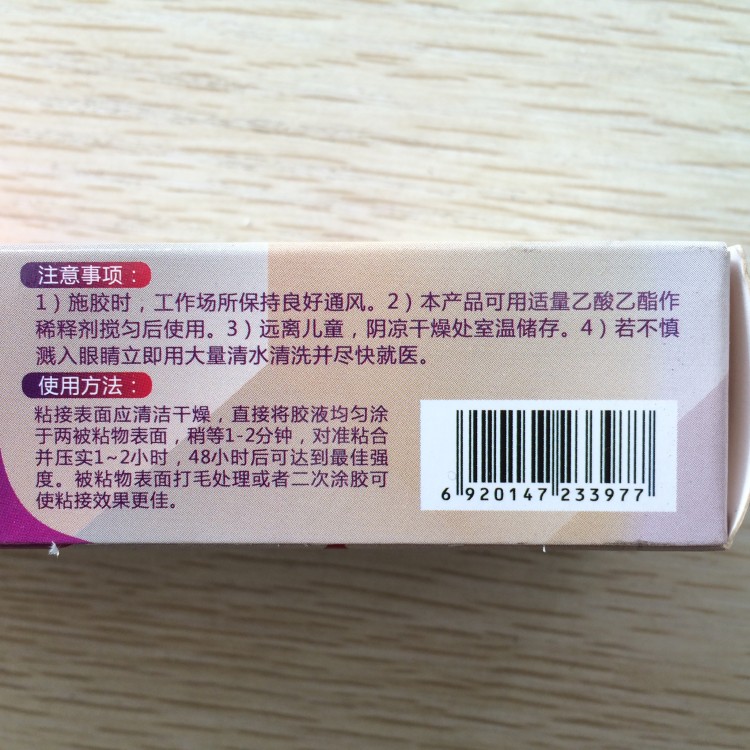 注意事项：
1）施胶时，工作场所保持良好通风。2）本产品可用适量乙酸乙酯作
稀释剂搅匀后使用。3）远离儿童，阴凉干燥处室温储存。4）若不慎
溅入眼睛立即用大量清水清洗并尽快就医。
使用方法：
粘接表面应清洁干燥，直接将胶液均匀涂
于两被粘物表面，稍等1-2分钟，对准粘合
并压实1~2小时，48小时后可达到最佳强
度。被粘物表面打毛处理或者二次涂胶可
使粘接效果更佳。
6 920147 233977